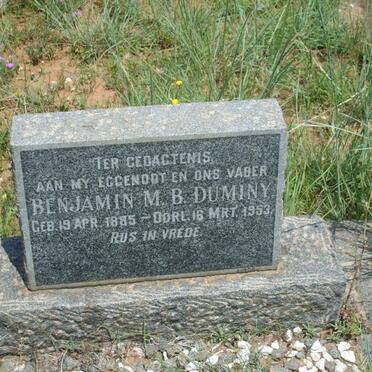 TER GEDAGTENIS
AAN MY EGGENOOT EN ONS VADER
BENJAMIN M. B. DUMINY
GEB. 19 APR. 1885 – OORL. 16 MRT. 1953.
RUS IN VREDE.